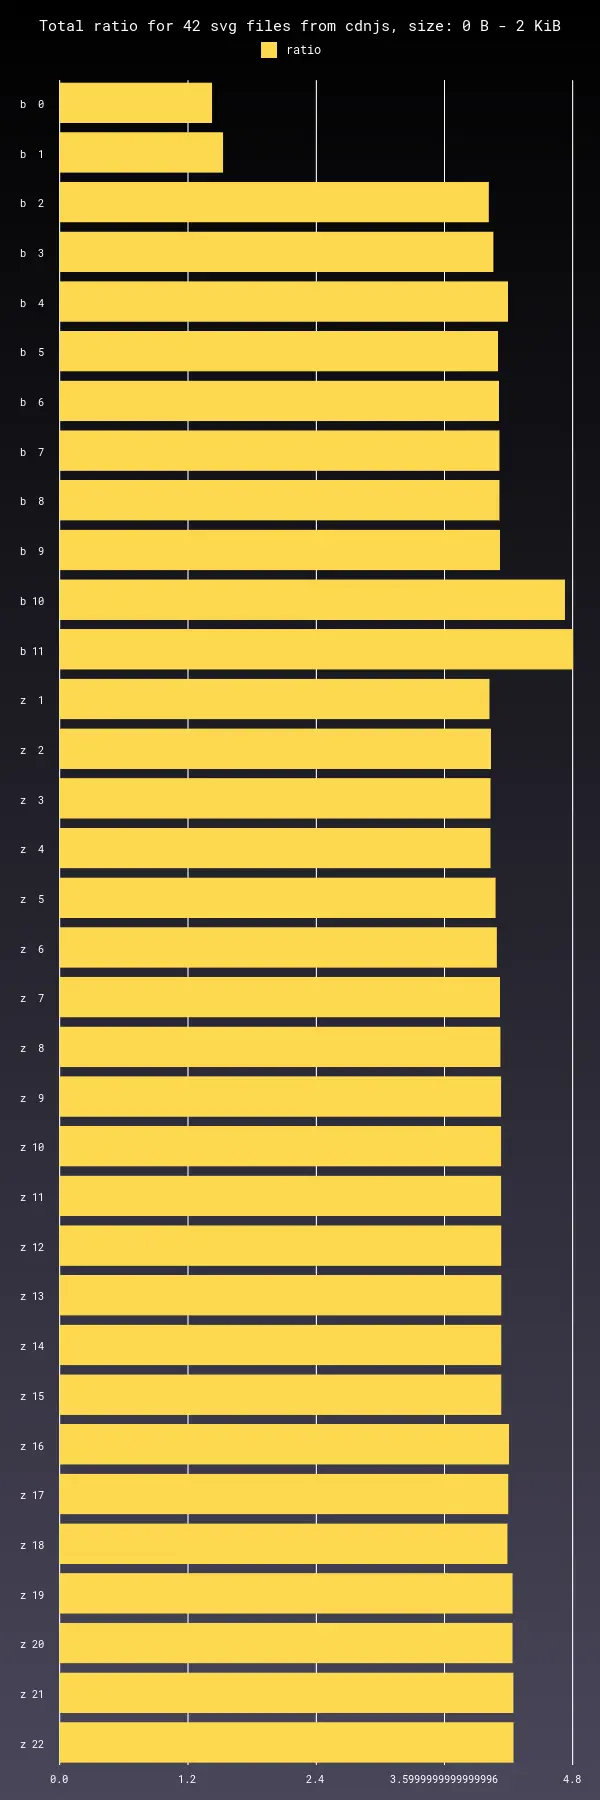 Total ratio for 42 svg files from cdnjs, size: 0 B - 2 KiB
ratio
b  0
b  1
b  2
b  3
b  4
b  5
b  6
b  7
b  8
b  9
b 10
b 11
z  1
z  2
z  3
z  4
z  5
z  6
z  7
z  8
z  9
z 10
z 11
z 12
z 13
z 14
z 15
z 16
z 17
z 18
z 19
z 20
z 21
z 22
0.0 1.2 2.4 3.5999999999999996 4.8